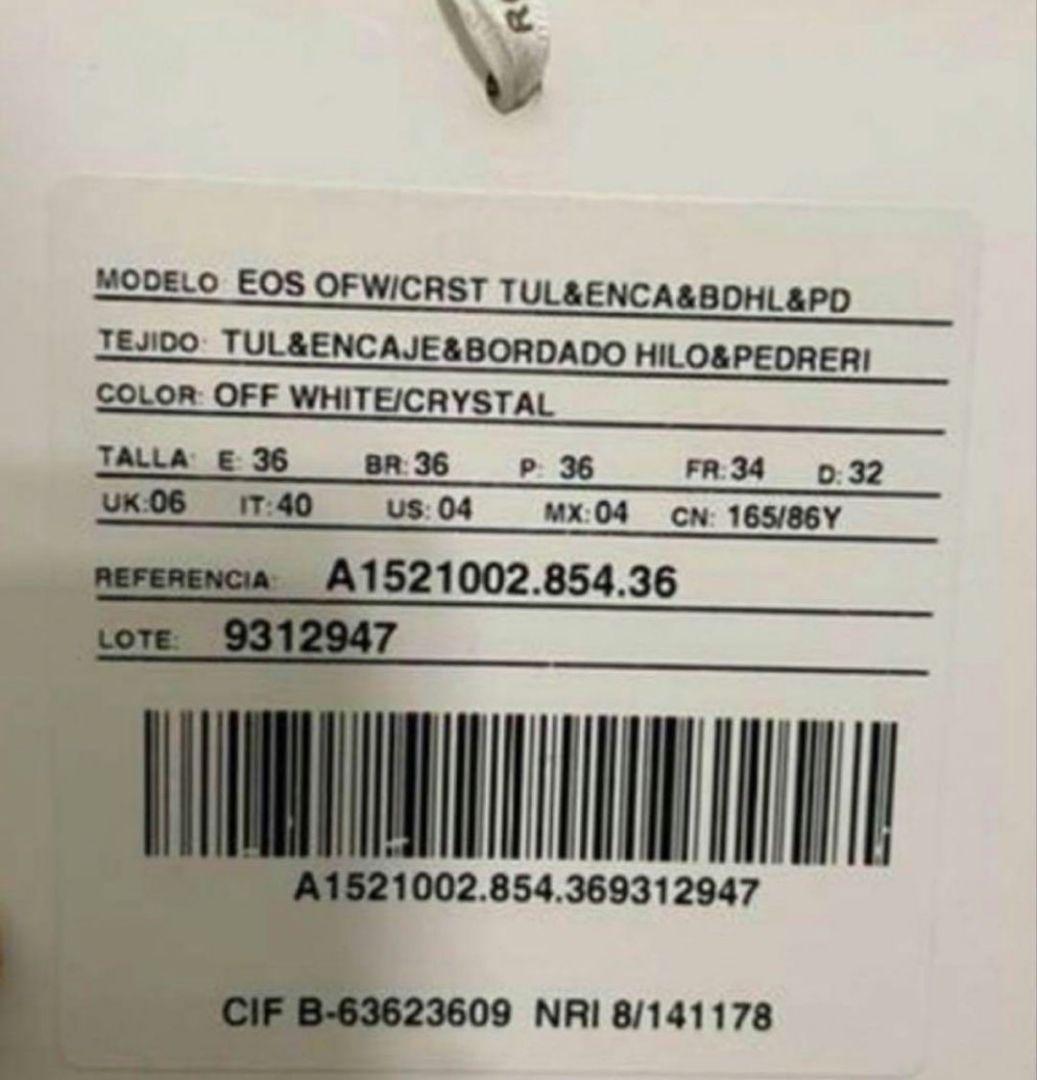 MODELO: EOS OFW/CRST TUL&ENCA&BDHL&PD
TEJIDO: TUL&ENCAJE&BORDADO HILO&PEDRERI
COLOR: OFF WHITE/CRYSTAL
TALLA: E: 36 BR: 36 P: 36 FR: 34 D: 32
UK: 06 IT: 40 US: 04 MX: 04 CN: 165/86Y
REFERENCIA: A1521002.854.36
LOTE: 9312947
A1521002.854.369312947
CIF B-63623609 NRI 8/141178